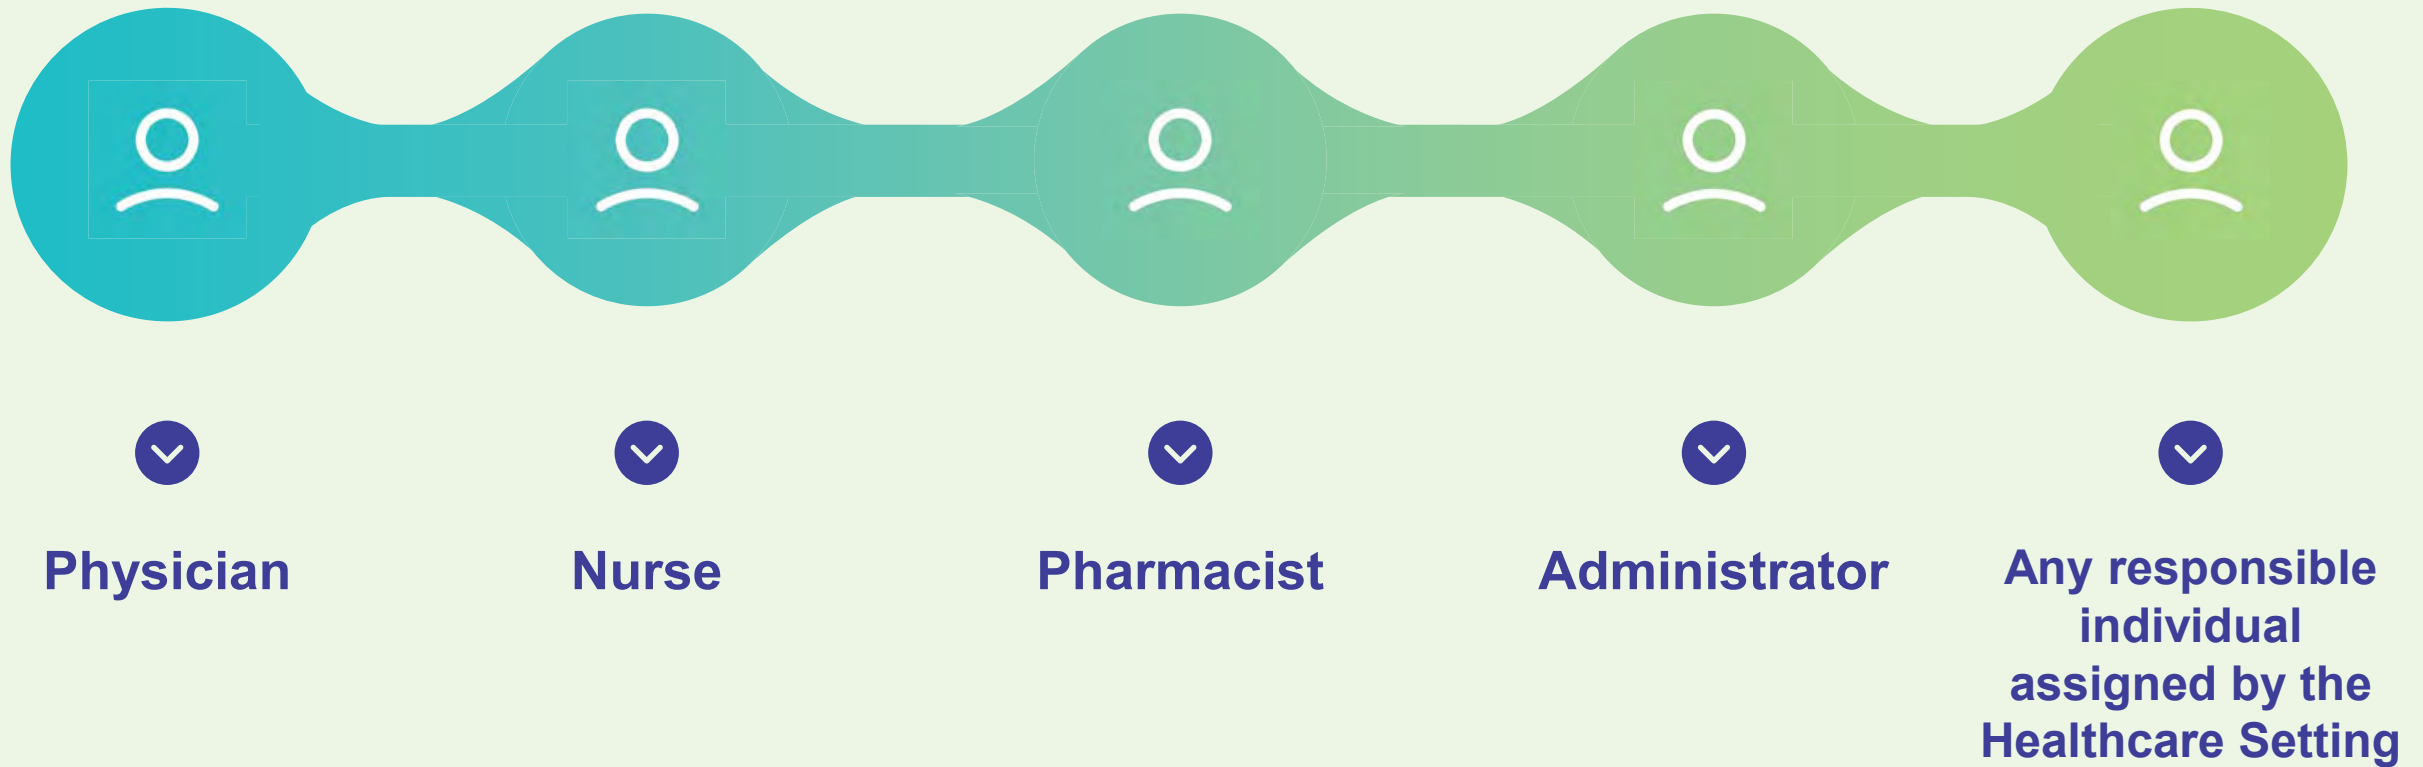 Physician
Nurse
Pharmacist
Administrator
Any responsible
individual
assigned by the
Healthcare Setting